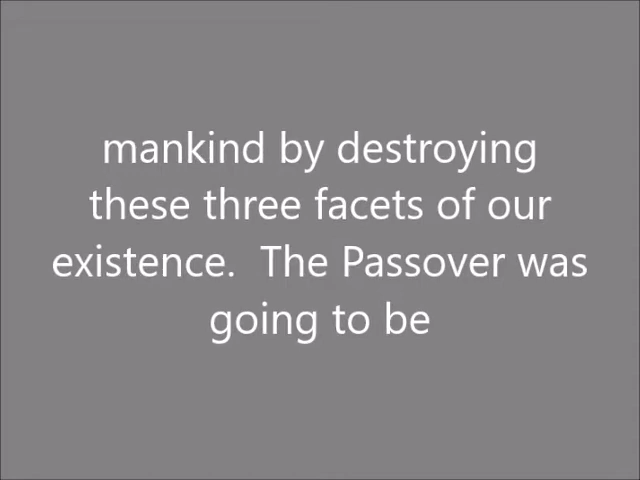 mankind by destroying
these three facets of our
existence.  The Passover was
going to be